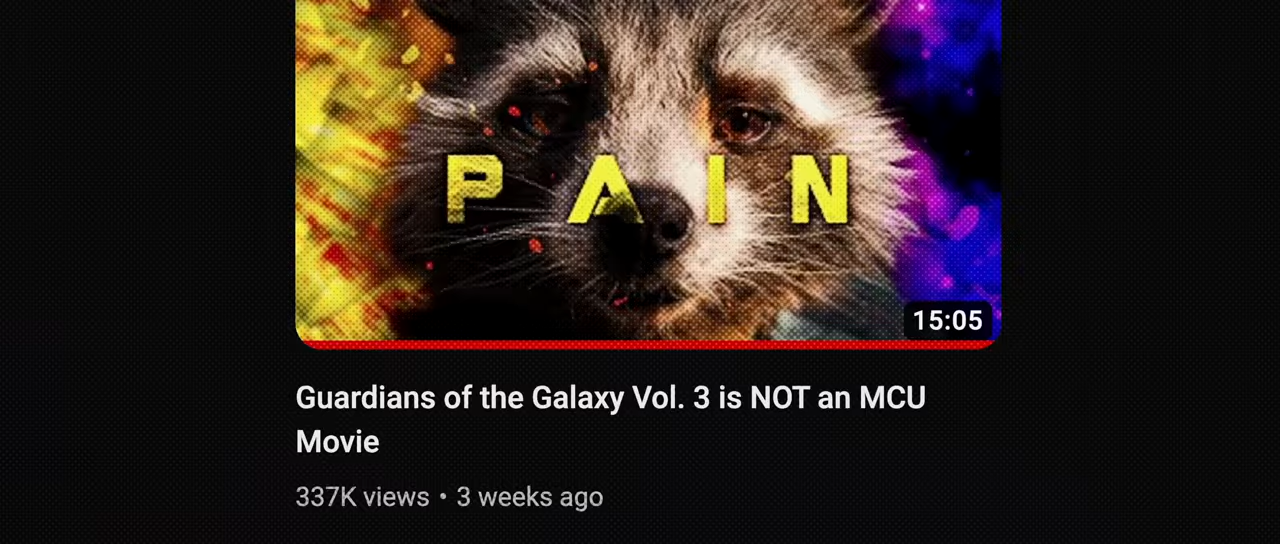 PAIN
15:05
Guardians of the Galaxy Vol. 3 is NOT an MCU
Movie
337K views • 3 weeks ago